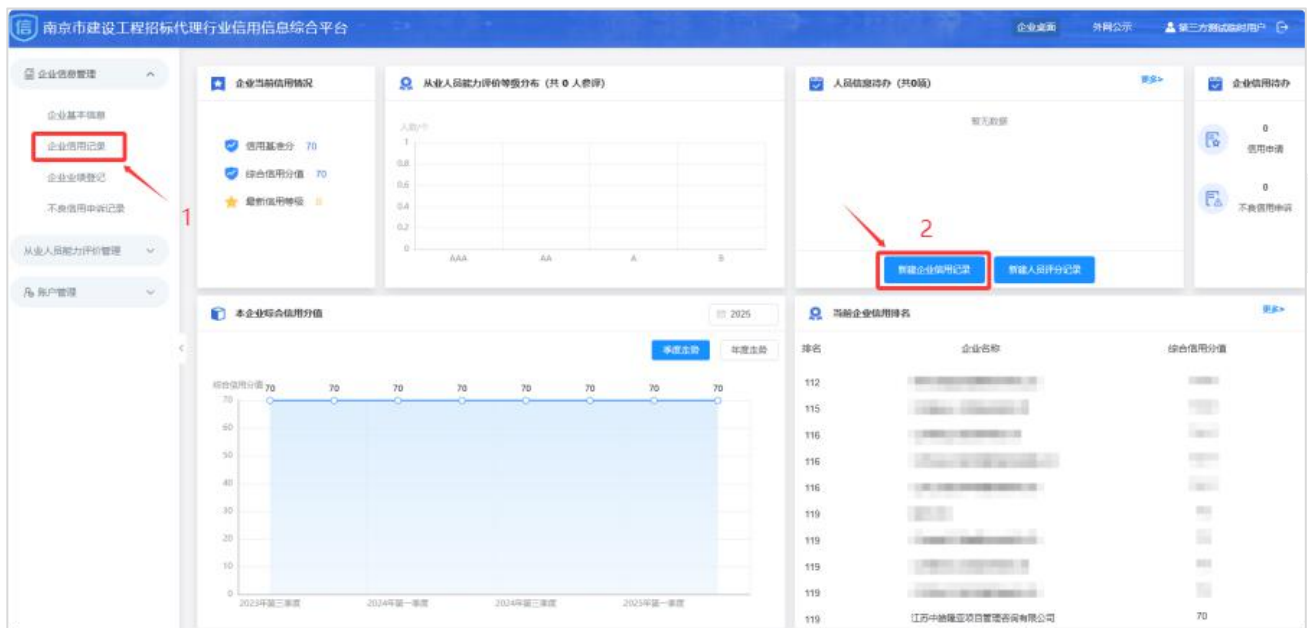 信 南京市建设工程招标代理行业信用信息综合平台
企业桌面 外网公示 第三方测试临时用户
企业信息管理
企业基本信息
企业信用记录
企业业绩登记
不良信用申诉记录
从业人员能力评价管理
账户管理
1
企业当前信用情况
信用基准分 70
综合信用分值 70
最新信用等级 B
从业人员能力评价等级分布（共 0 人参评）
人数/个
1
0.8
0.6
0.4
0.2
0
AAA AA A B
人员信息待办（共0项） 更多>
暂无数据
2
新建企业信用记录 新建人员评分记录
企业信用待办
0
信用申请
0
不良信用申诉
本企业综合信用分值 2025
季度走势 年度走势
综合信用分值
70 70 70 70 70 70 70 70
70
60
50
40
30
20
10
0
2023年第三季度 2024年第一季度 2024年第三季度 2025年第一季度
当前企业信用排名 更多>
排名 企业名称 综合信用分值
112
115
116
116
116
119
119
119
119
119 江苏中皓隆亚项目管理咨询有限公司 70